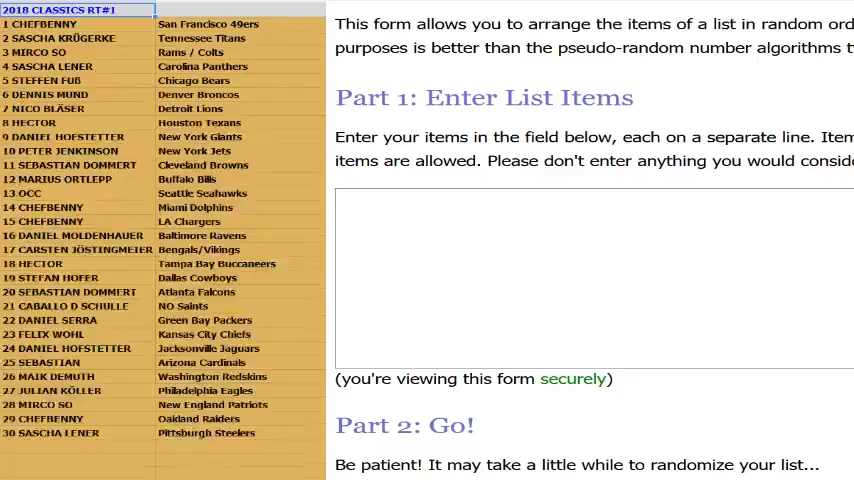 2018 CLASSICS RT#1
1 CHEFBENNY San Francisco 49ers
2 SASCHA KRÜGERKE Tennessee Titans
3 MIRCO SO Rams / Colts
4 SASCHA LENER Carolina Panthers
5 STEFFEN FUß Chicago Bears
6 DENNIS MUND Denver Broncos
7 NICO BLÄSER Detroit Lions
8 HECTOR Houston Texans
9 DANIEL HOFSTETTER New York Giants
10 PETER JENKINSON New York Jets
11 SEBASTIAN DOMMERT Cleveland Browns
12 MARIUS ORTLEPP Buffalo Bills
13 OCC Seattle Seahawks
14 CHEFBENNY Miami Dolphins
15 CHEFBENNY LA Chargers
16 DANIEL MOLDENHAUER Baltimore Ravens
17 CARSTEN JÖSTINGMEIER Bengals/Vikings
18 HECTOR Tampa Bay Buccaneers
19 STEFAN HOFER Dallas Cowboys
20 SEBASTIAN DOMMERT Atlanta Falcons
21 CABALLO D SCHULLE NO Saints
22 DANIEL SERRA Green Bay Packers
23 FELIX WOHL Kansas City Chiefs
24 DANIEL HOFSTETTER Jacksonville Jaguars
25 SEBASTIAN Arizona Cardinals
26 MAIK DEMUTH Washington Redskins
27 JULIAN KÖLLER Philadelphia Eagles
28 MIRCO SO New England Patriots
29 CHEFBENNY Oakland Raiders
30 SASCHA LENER Pittsburgh Steelers
This form allows you to arrange the items of a list in random ord
purposes is better than the pseudo-random number algorithms t
Part 1: Enter List Items
Enter your items in the field below, each on a separate line. Item
items are allowed. Please don't enter anything you would conside
(you're viewing this form securely)
Part 2: Go!
Be patient! It may take a little while to randomize your list...